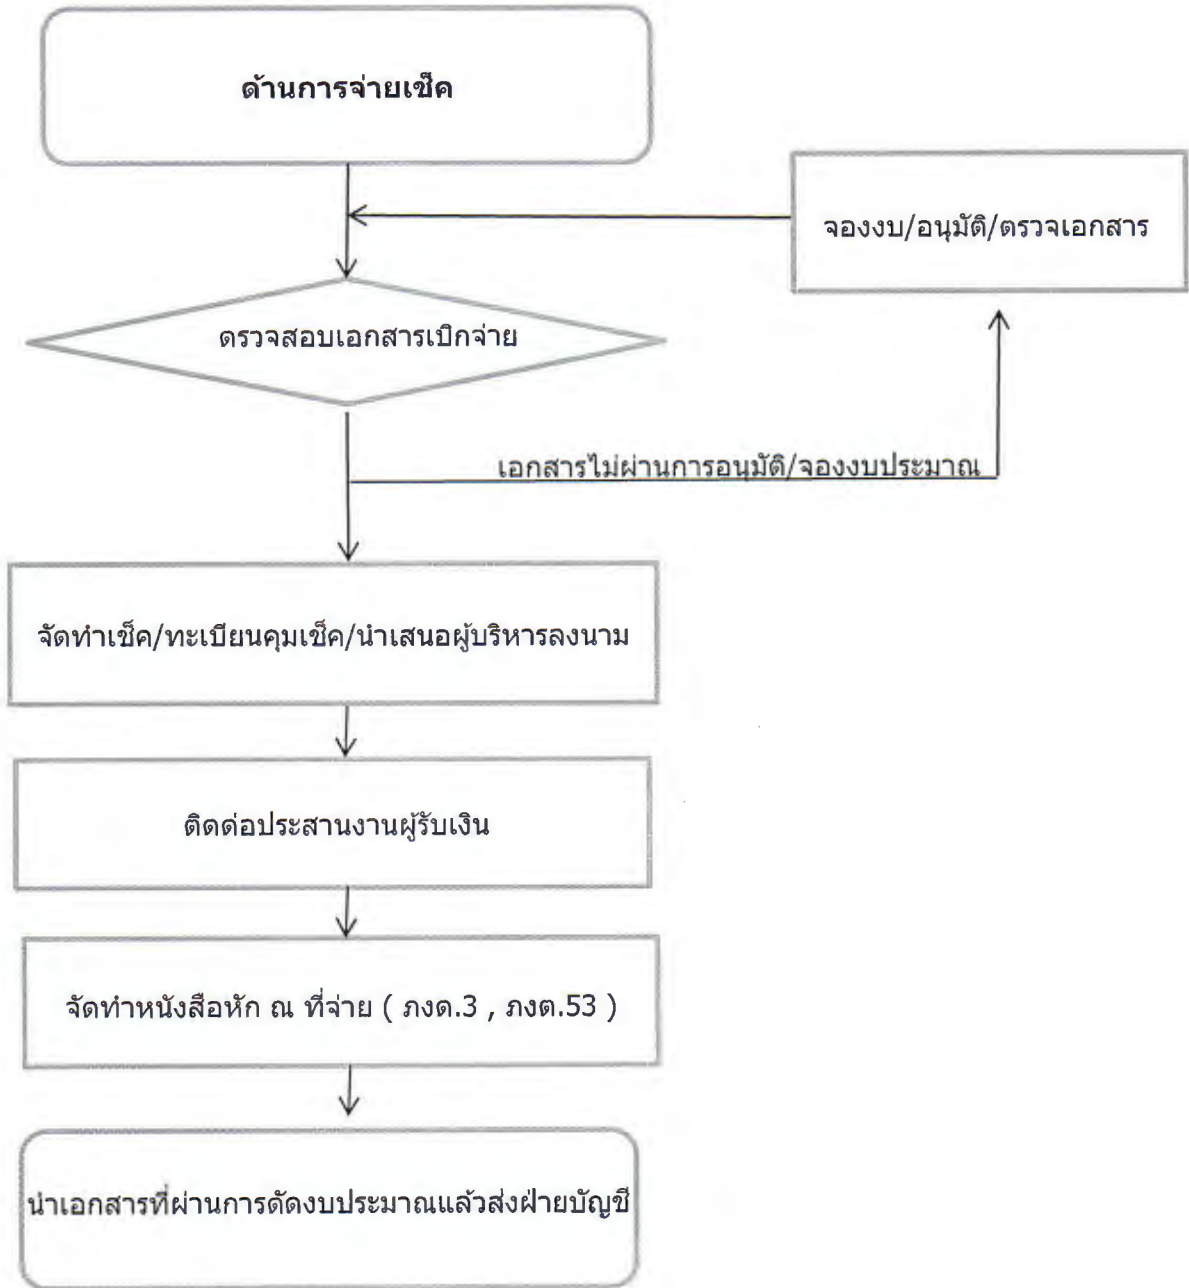 ด้านการจ่ายเช็ค
จองงบ/อนุมัติ/ตรวจเอกสาร
ตรวจสอบเอกสารเบิกจ่าย
เอกสารไม่ผ่านการอนุมัติ/จองงบประมาณ
จัดทำเช็ค/ทะเบียนคุมเช็ค/นำเสนอผู้บริหารลงนาม
ติดต่อประสานงานผู้รับเงิน
จัดทำหนังสือหัก ณ ที่จ่าย ( ภงด.3 , ภงต.53 )
นำเอกสารที่ผ่านการตัดงบประมาณแล้วส่งฝ่ายบัญชี